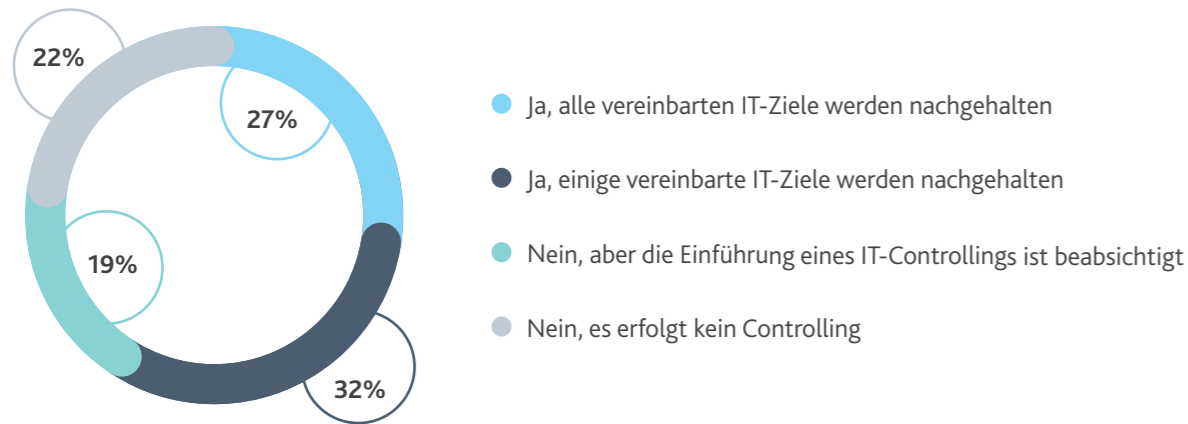 22%
27%
19%
32%
Ja, alle vereinbarten IT-Ziele werden nachgehalten
Ja, einige vereinbarte IT-Ziele werden nachgehalten
Nein, aber die Einführung eines IT-Controllings ist beabsichtigt
Nein, es erfolgt kein Controlling